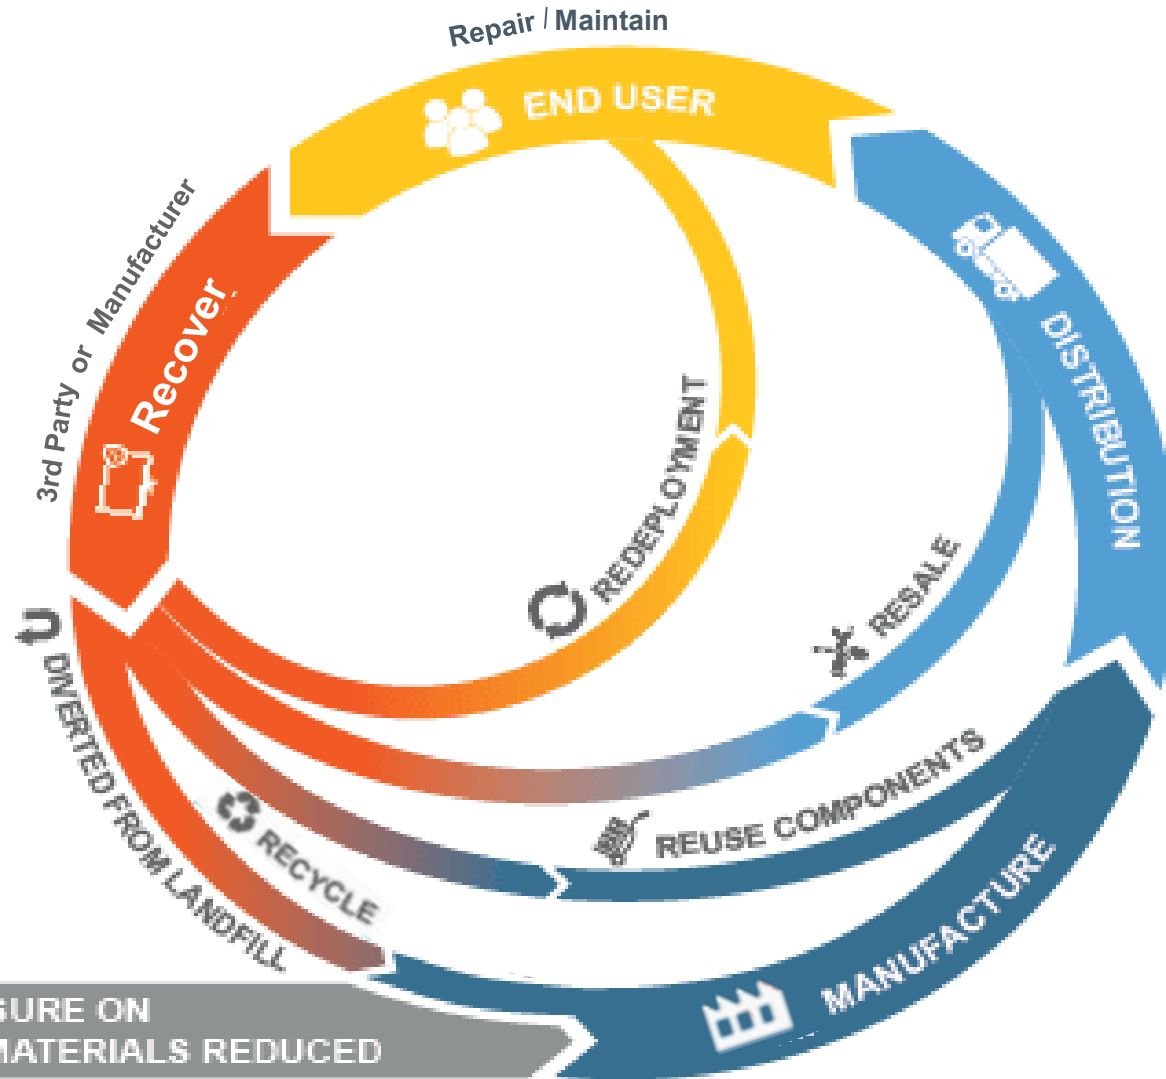 Repair / Maintain
END USER
3rd Party or Manufacturer
Recover
DISTRIBUTION
REDEPLOYMENT
RESALE
REUSE COMPONENTS
RECYCLE
DIVERTED FROM LANDFILL
MANUFACTURE
SURE ON
MATERIALS REDUCED